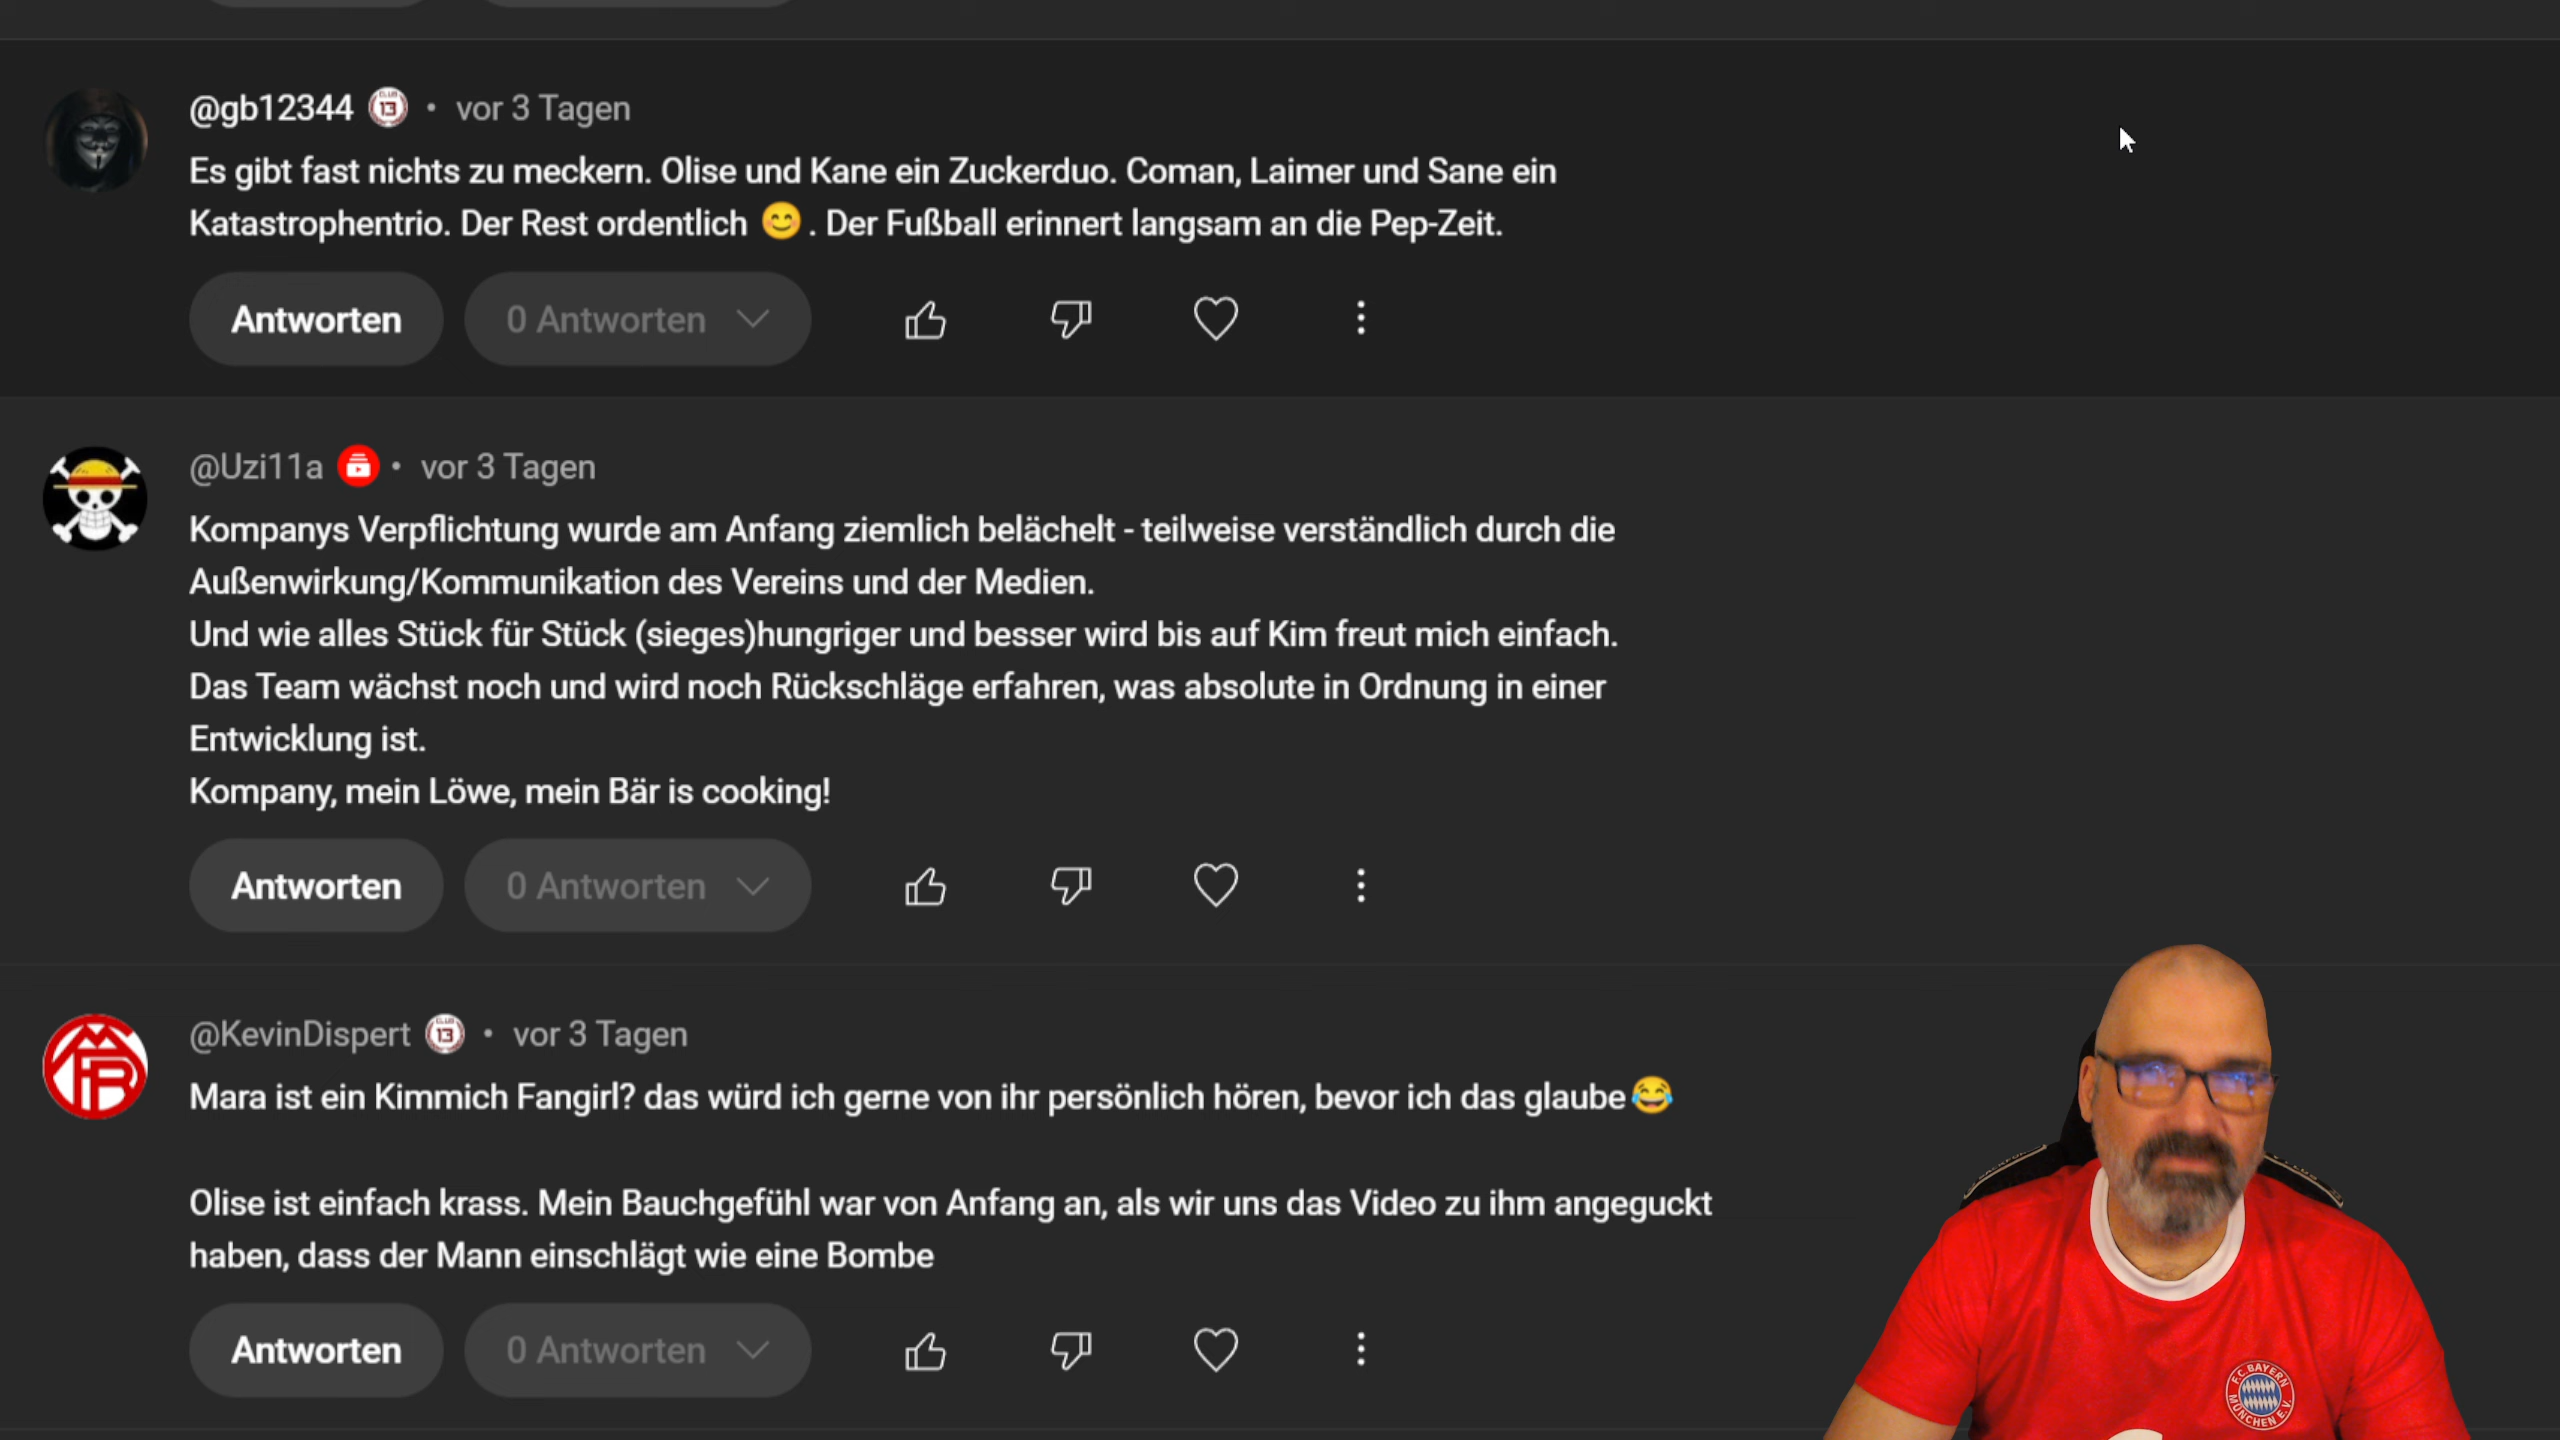 @gb12344 CLUB 13 • vor 3 Tagen
Es gibt fast nichts zu meckern. Olise und Kane ein Zuckerduo. Coman, Laimer und Sane ein
Katastrophentrio. Der Rest ordentlich 😊 . Der Fußball erinnert langsam an die Pep-Zeit.
Antworten 0 Antworten
@Uzi11a • vor 3 Tagen
Kompanys Verpflichtung wurde am Anfang ziemlich belächelt - teilweise verständlich durch die
Außenwirkung/Kommunikation des Vereins und der Medien.
Und wie alles Stück für Stück (sieges)hungriger und besser wird bis auf Kim freut mich einfach.
Das Team wächst noch und wird noch Rückschläge erfahren, was absolute in Ordnung in einer
Entwicklung ist.
Kompany, mein Löwe, mein Bär is cooking!
Antworten 0 Antworten
@KevinDispert CLUB 13 • vor 3 Tagen
Mara ist ein Kimmich Fangirl? das würd ich gerne von ihr persönlich hören, bevor ich das glaube😂
Olise ist einfach krass. Mein Bauchgefühl war von Anfang an, als wir uns das Video zu ihm angeguckt
haben, dass der Mann einschlägt wie eine Bombe
Antworten 0 Antworten
F.C. BAYERN MÜNCHEN E.V.